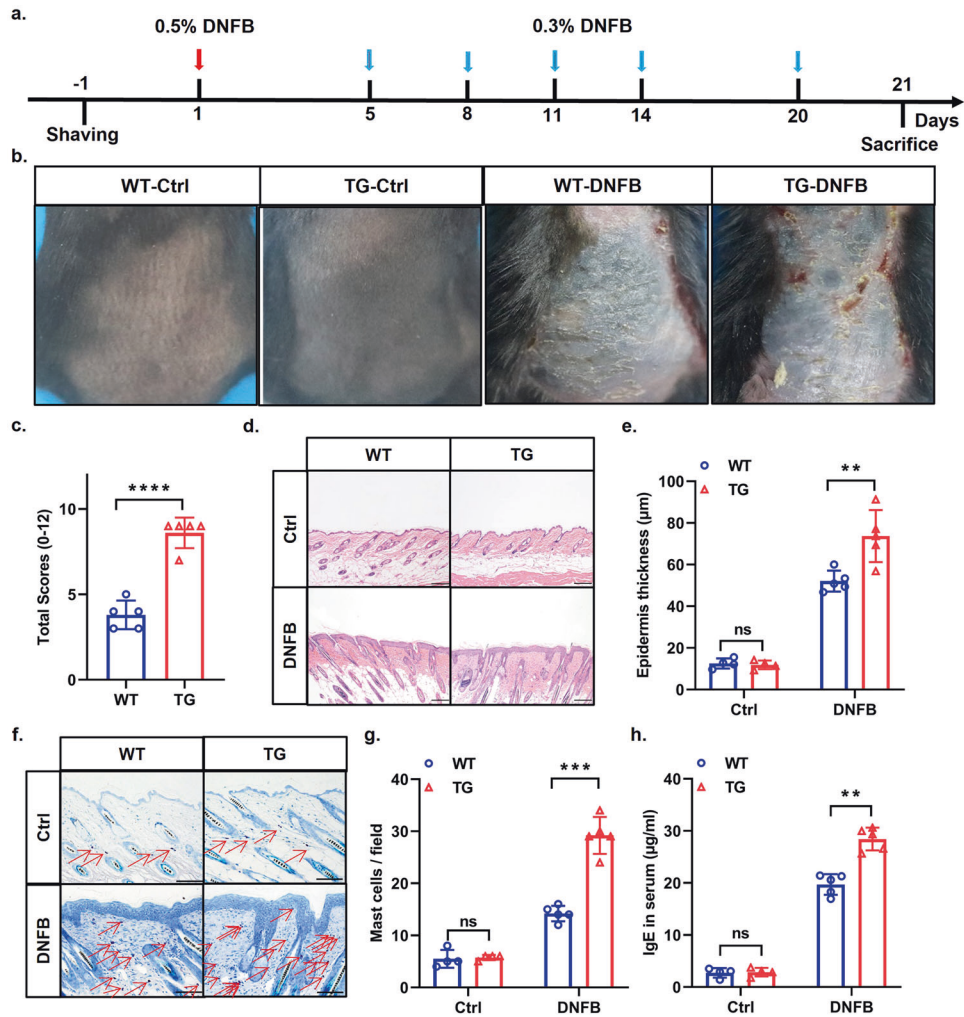 a.
0.5% DNFB 0.3% DNFB
-1 21
1 5 8 11 14 20 Days
Shaving Sacrifice
b.
WT-Ctrl TG-Ctrl WT-DNFB TG-DNFB
c.
Total Scores (0-12)
****
10
5
0
WT TG
d.
WT TG
Ctrl
DNFB
e.
WT
TG
Epidermis thickness (μm)
100
80
60
40
20
0
ns
**
Ctrl DNFB
f.
WT TG
Ctrl
DNFB
g.
WT
TG
Mast cells / field
40
30
20
10
0
ns
***
Ctrl DNFB
h.
WT
TG
IgE in serum (μg/ml)
40
30
20
10
0
ns
**
Ctrl DNFB